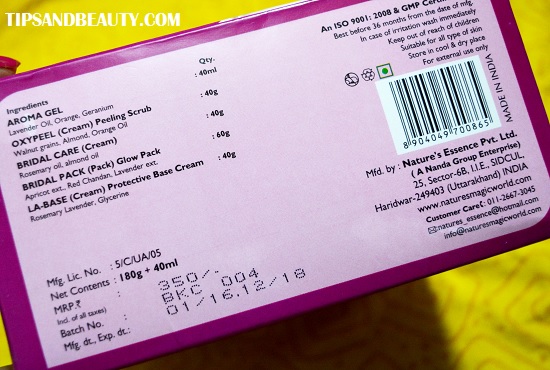 TIPSANDBEAUTY.COM
Ingredients
Qty.
AROMA GEL : 40ml
Lavender Oil, Orange, Geranium
OXYPEEL (Cream) Peeling Scrub : 40g
Walnut grains, Almond, Orange Oil
BRIDAL CARE (Cream) : 40g
Rosemary oil, almond oil
BRIDAL PACK (Pack) Glow Pack : 60g
Apricot ext., Red Chandan, Lavender ext.
LA-BASE (Cream) Protective Base Cream : 40g
Rosemary Lavender, Glycerine
Mfg. Lic. No. : 5/C/UA/05
Net Contents : 180g + 40ml
MRP.₹ : 350/-
(Incl. of all taxes)
Batch No. : BKC 004
Mfg. dt., Exp. dt.: 01/16.12/18
An ISO 9001: 2008 & GMP
Best before 36 months from the date of mfg.
In case of irritation wash immediately
Keep out of reach of children
Suitable for all type of skin
Store in cool & dry place
For external use only
8 904049 700865
MADE IN INDIA
Mfd. by : Nature's Essence Pvt. Ltd.
( A Nanda Group Enterprise)
25, Sector-6B, I.I.E., SIDCUL,
Haridwar-249403 (Uttarakhand) INDIA
www.naturesmagicworld.com
Customer Care: 011-2667-3045
natures_essence@hotmail.com
info@naturesmagicworld.com